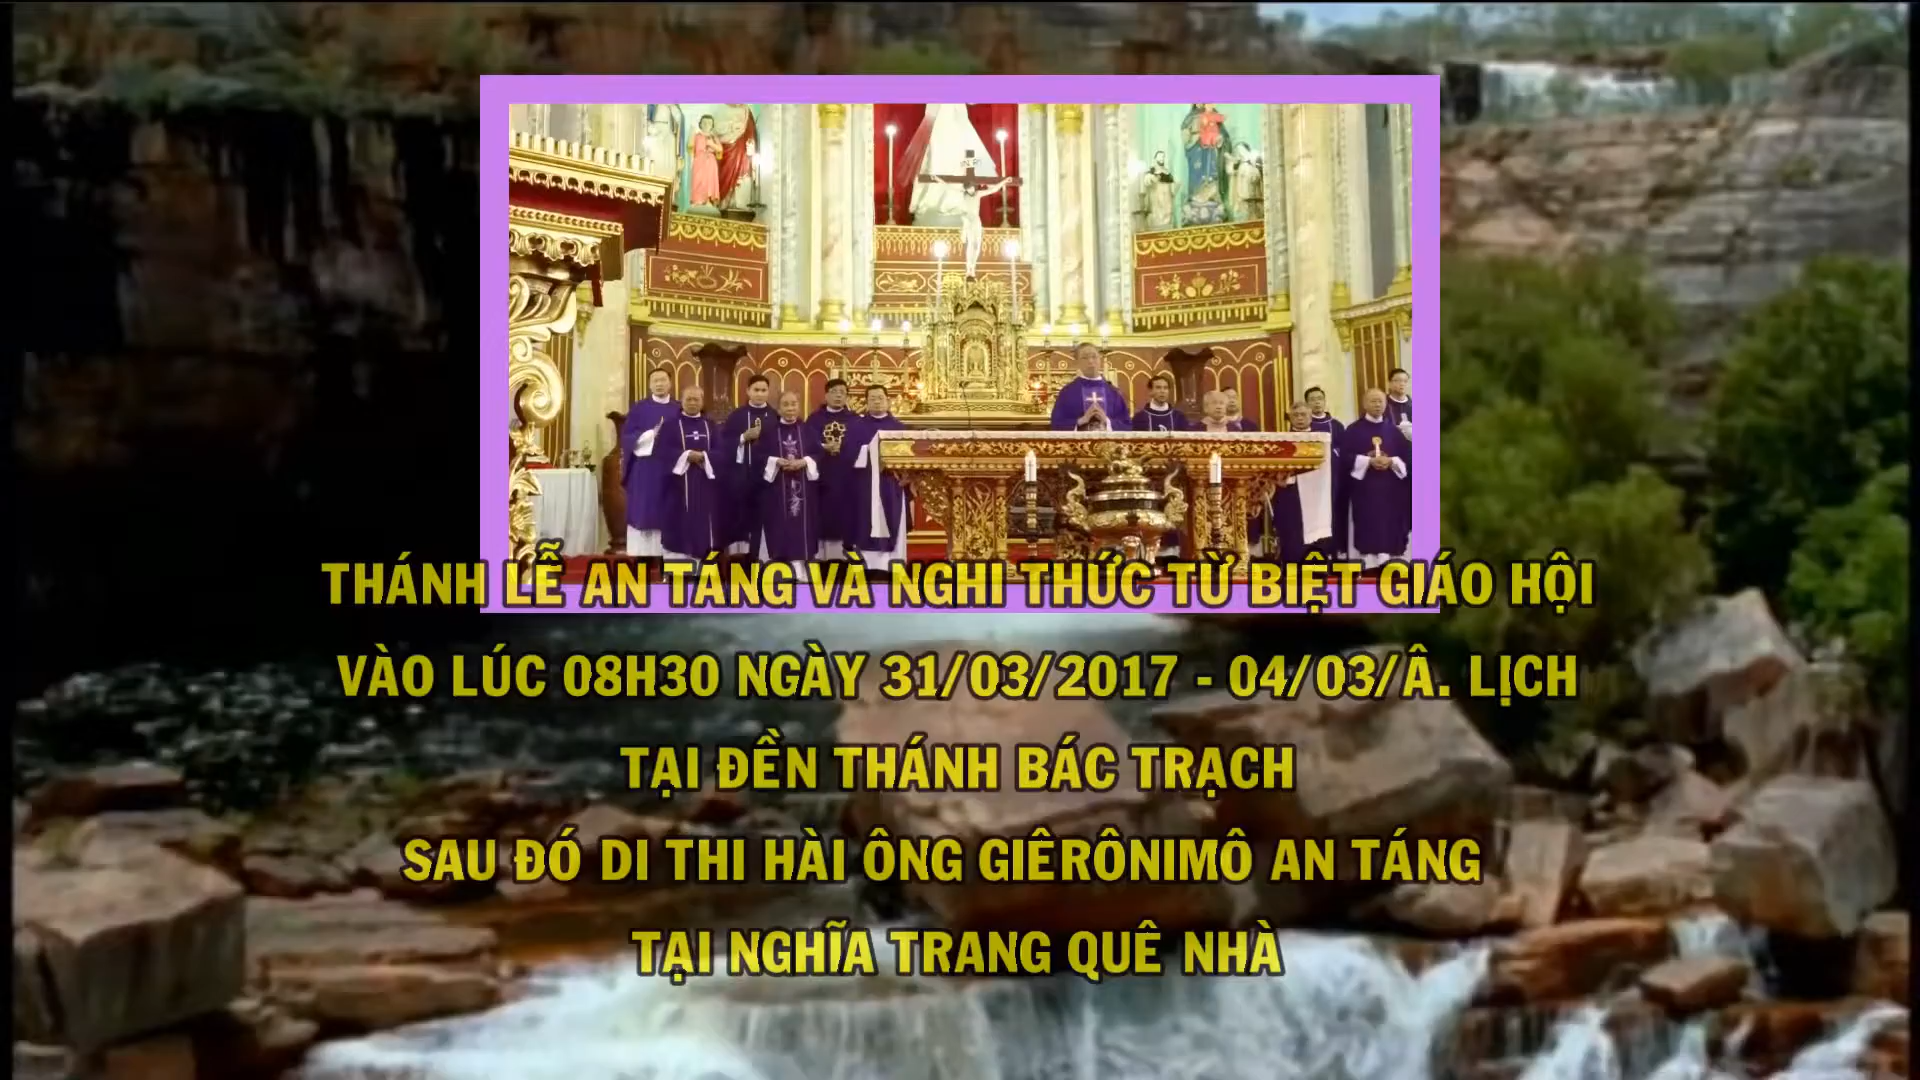 INRI
THÁNH LỄ AN TÁNG VÀ NGHI THỨC TỪ BIỆT GIÁO HỘI
VÀO LÚC 08H30 NGÀY 31/03/2017 - 04/03/Â. LỊCH
TẠI ĐỀN THÁNH BÁC TRẠCH
SAU ĐÓ DI THI HÀI ÔNG GIÊRÔNIMÔ AN TÁNG
TẠI NGHĨA TRANG QUÊ NHÀ